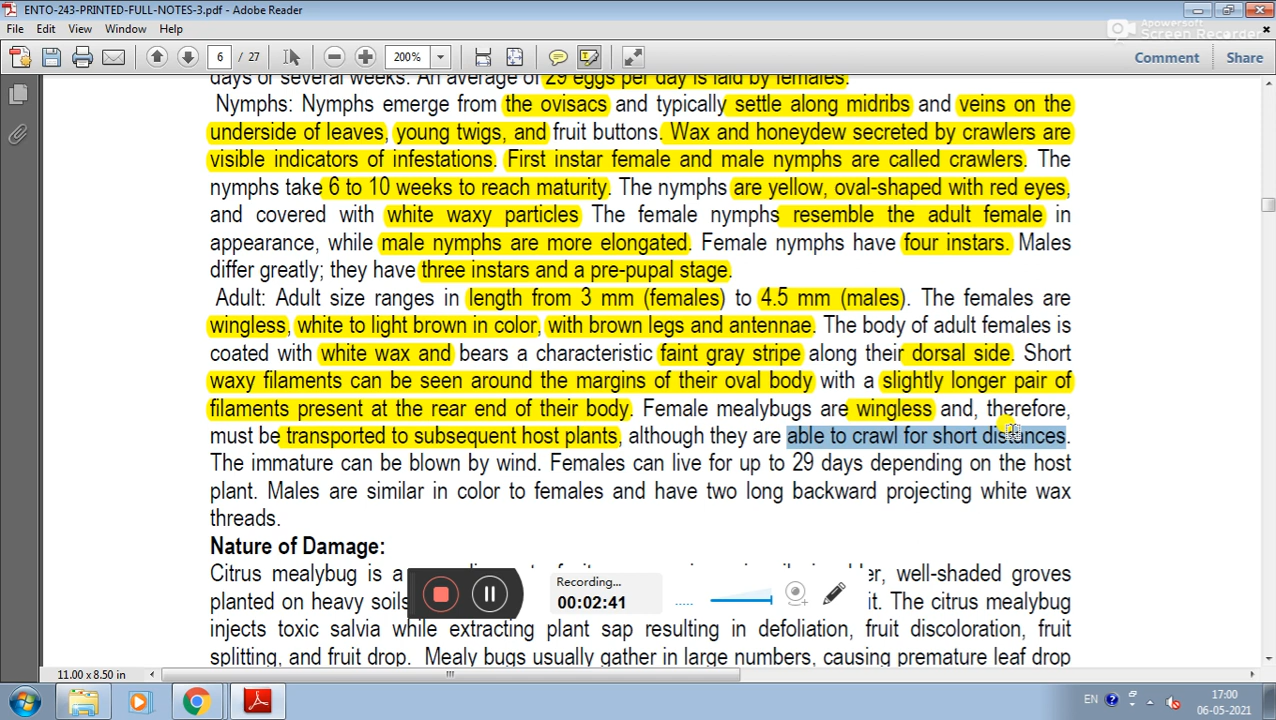 ENTO-243-PRINTED-FULL-NOTES-3.pdf - Adobe Reader
File Edit View Window Help
Apowersoft
Screen Recorder
6 / 27 200% Comment Share
days or several weeks. An average of 29 eggs per day is laid by females.
Nymphs: Nymphs emerge from the ovisacs and typically settle along midribs and veins on the
underside of leaves, young twigs, and fruit buttons. Wax and honeydew secreted by crawlers are
visible indicators of infestations. First instar female and male nymphs are called crawlers. The
nymphs take 6 to 10 weeks to reach maturity. The nymphs are yellow, oval-shaped with red eyes,
and covered with white waxy particles The female nymphs resemble the adult female in
appearance, while male nymphs are more elongated. Female nymphs have four instars. Males
differ greatly; they have three instars and a pre-pupal stage.
Adult: Adult size ranges in length from 3 mm (females) to 4.5 mm (males). The females are
wingless, white to light brown in color, with brown legs and antennae. The body of adult females is
coated with white wax and bears a characteristic faint gray stripe along their dorsal side. Short
waxy filaments can be seen around the margins of their oval body with a slightly longer pair of
filaments present at the rear end of their body. Female mealybugs are wingless and, therefore,
must be transported to subsequent host plants, although they are able to crawl for short distances.
The immature can be blown by wind. Females can live for up to 29 days depending on the host
plant. Males are similar in color to females and have two long backward projecting white wax
threads.
Nature of Damage:
Citrus mealybug is a well-shaded groves
planted on heavy soils it. The citrus mealybug
injects toxic salvia while extracting plant sap resulting in defoliation, fruit discoloration, fruit
splitting, and fruit drop. Mealy bugs usually gather in large numbers, causing premature leaf drop
Recording...
00:02:41
11.00 x 8.50 in
EN 17:00
06-05-2021